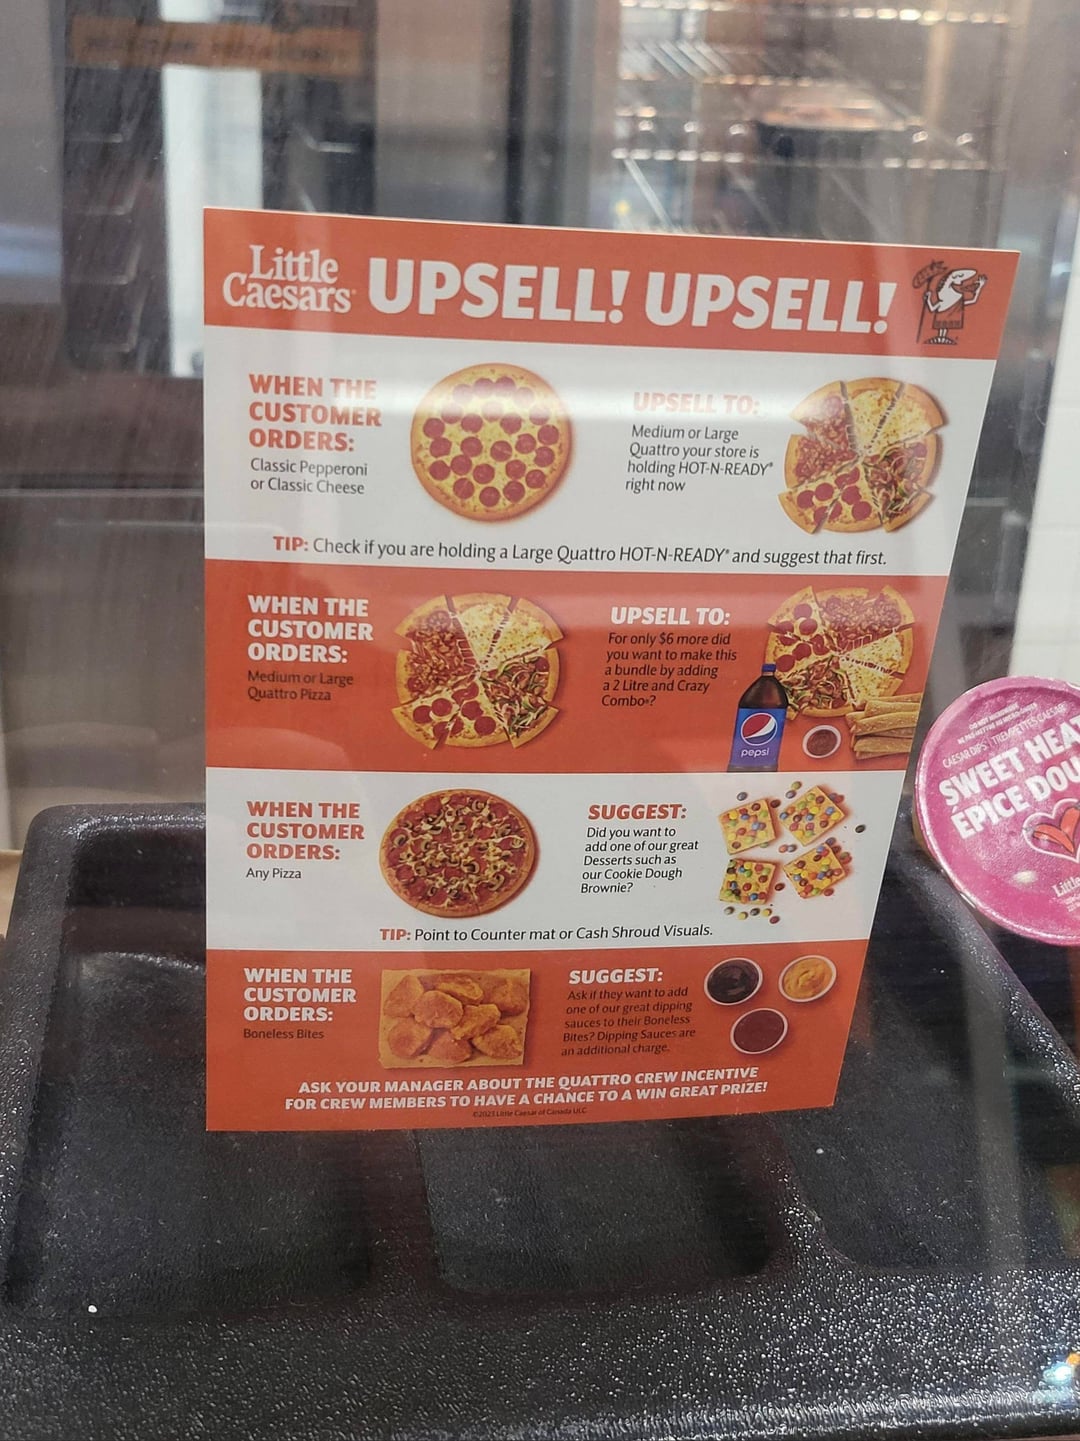 Little
Caesars
UPSELL! UPSELL!
WHEN THE
CUSTOMER
ORDERS:
Classic Pepperoni
or Classic Cheese
UPSELL TO:
Medium or Large
Quattro your store is
holding HOT-N-READY®
right now
TIP: Check if you are holding a Large Quattro HOT-N-READY® and suggest that first.
WHEN THE
CUSTOMER
ORDERS:
Medium or Large
Quattro Pizza
UPSELL TO:
For only $6 more did
you want to make this
a bundle by adding
a 2 Litre and Crazy
Combo®?
pepsi
WHEN THE
CUSTOMER
ORDERS:
Any Pizza
SUGGEST:
Did you want to
add one of our great
Desserts such as
our Cookie Dough
Brownie?
TIP: Point to Counter mat or Cash Shroud Visuals.
WHEN THE
CUSTOMER
ORDERS:
Boneless Bites
SUGGEST:
Ask if they want to add
one of our great dipping
sauces to their Boneless
Bites? Dipping Sauces are
an additional charge.
ASK YOUR MANAGER ABOUT THE QUATTRO CREW INCENTIVE
FOR CREW MEMBERS TO HAVE A CHANCE TO A WIN GREAT PRIZE!
©2023 Little Caesar of Canada ULC
SWEET HEA
EPICE DOU
Little